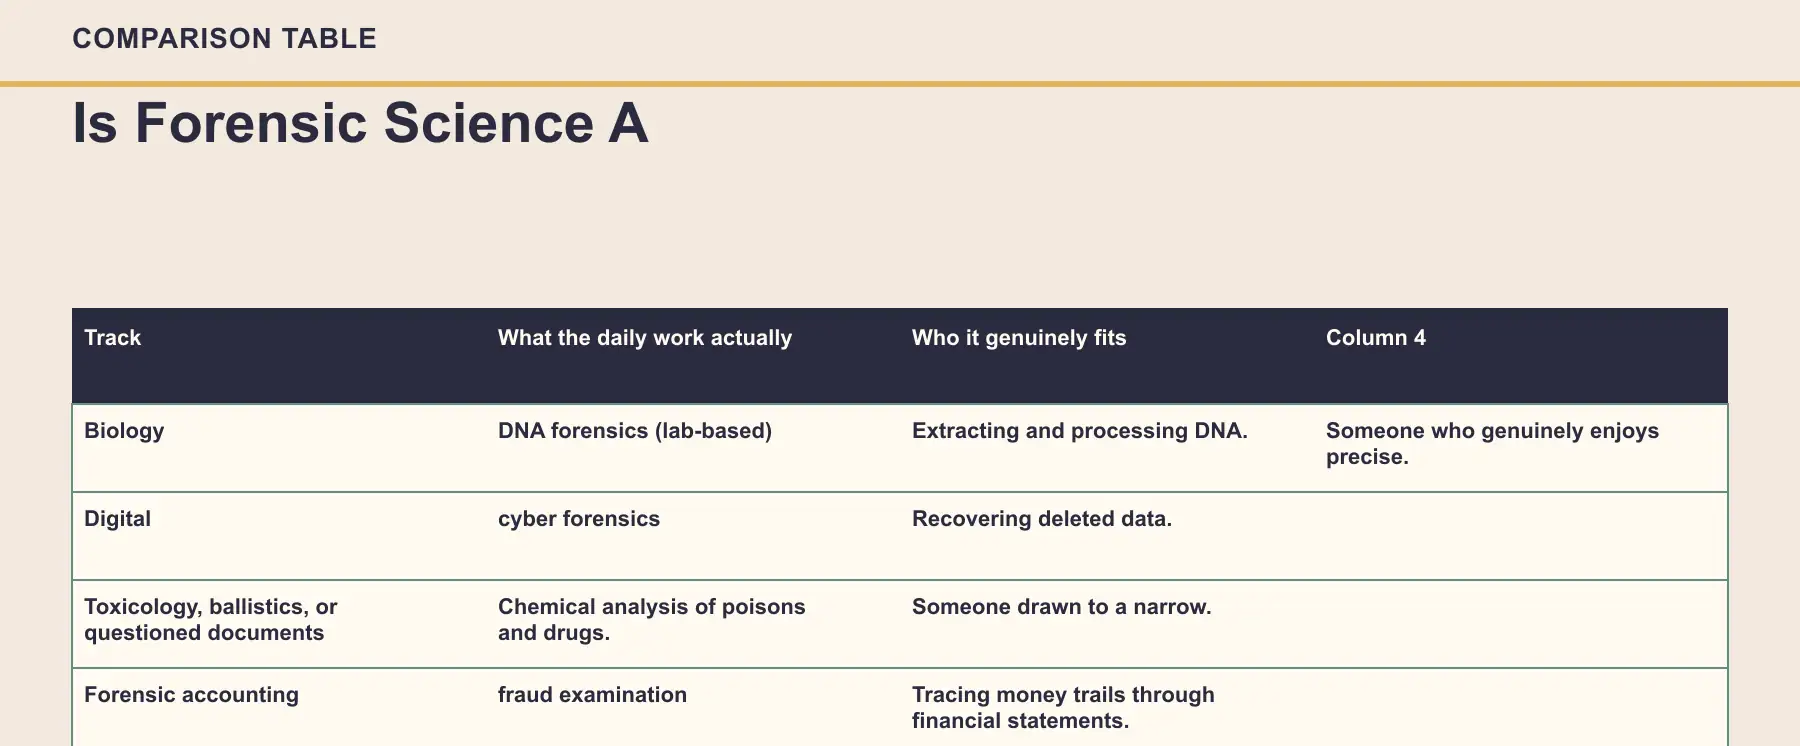 COMPARISON TABLE
Is Forensic Science A
Track
What the daily work actually
Who it genuinely fits
Column 4
Biology
DNA forensics (lab-based)
Extracting and processing DNA.
Someone who genuinely enjoys
precise.
Digital
cyber forensics
Recovering deleted data.
Toxicology, ballistics, or
questioned documents
Chemical analysis of poisons
and drugs.
Someone drawn to a narrow.
Forensic accounting
fraud examination
Tracing money trails through
financial statements.